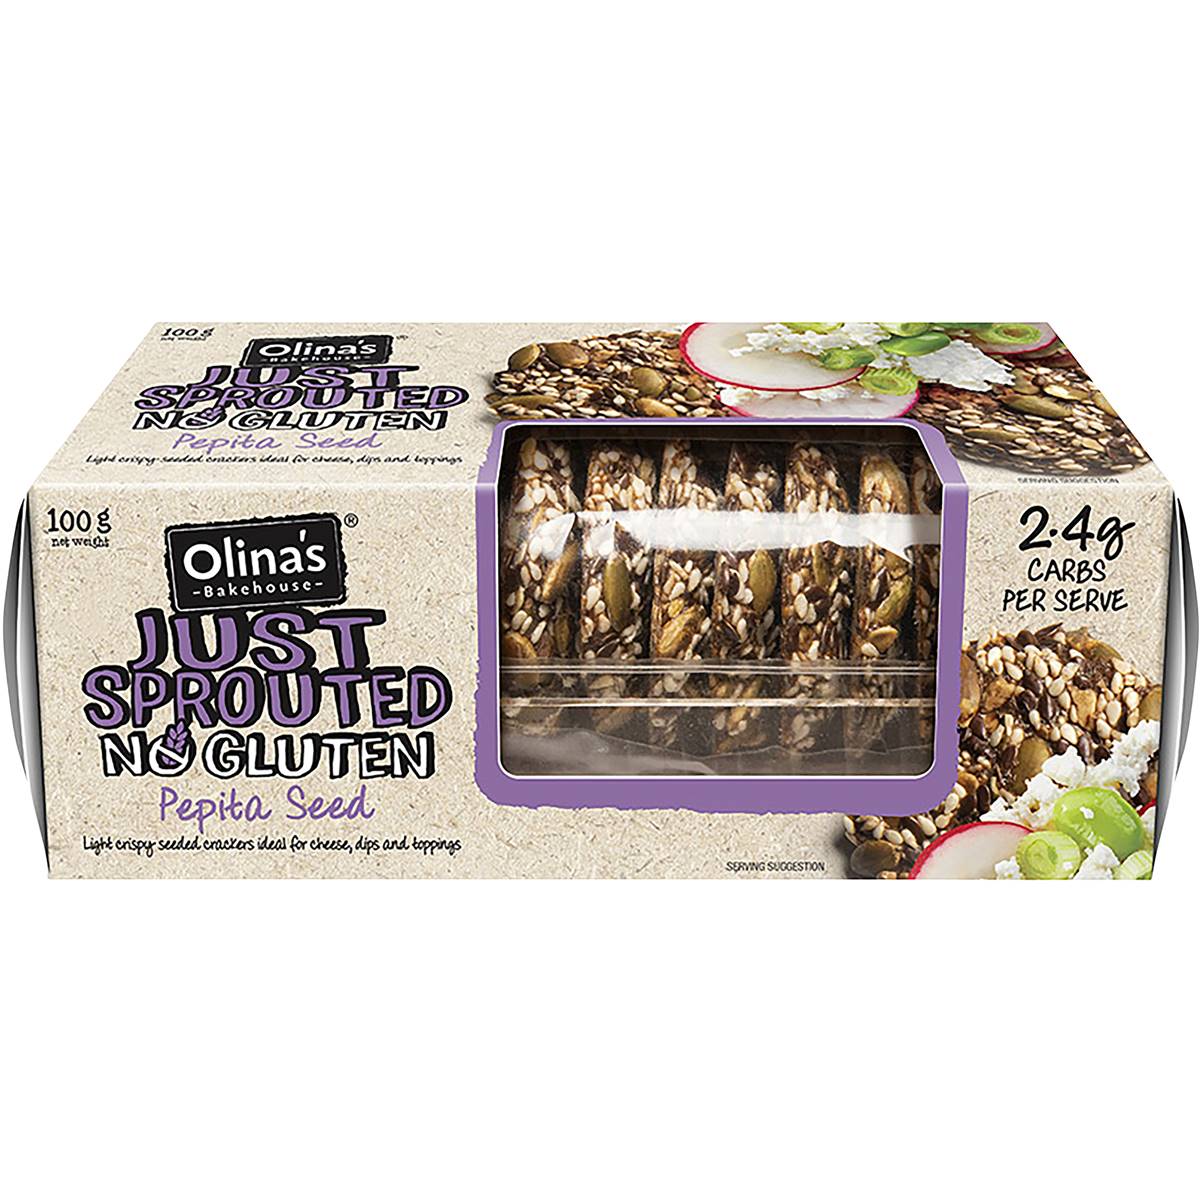 100 g
net weight
Olina's
-Bakehouse-
®
JUST
SPROUTED
NO GLUTEN
Pepita Seed
Light crispy seeded crackers ideal for cheese, dips and toppings
SERVING SUGGESTION
100 g
net weight
Olina's
-Bakehouse-
®
JUST
SPROUTED
NO GLUTEN
Pepita Seed
Light crispy seeded crackers ideal for cheese, dips and toppings
2.4g
CARBS
PER SERVE
SERVING SUGGESTION